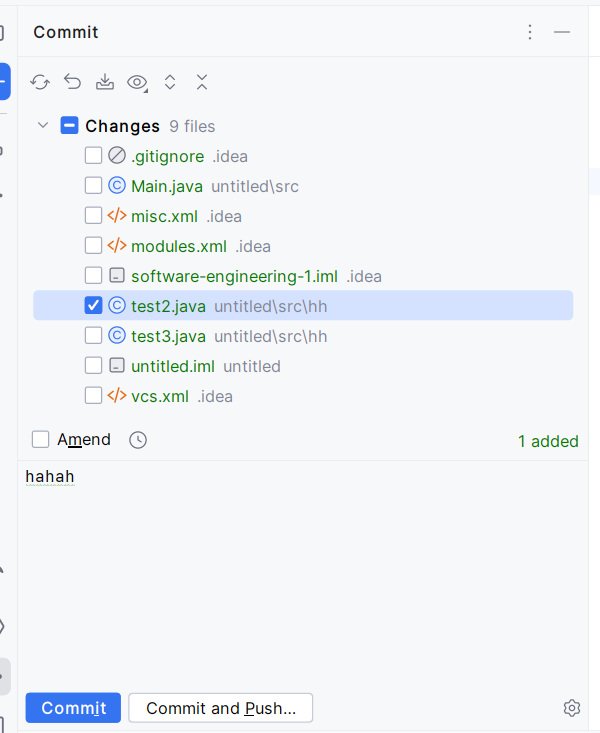 Commit
Changes 9 files
.gitignore .idea
Main.java untitled\src
misc.xml .idea
modules.xml .idea
software-engineering-1.iml .idea
test2.java untitled\src\hh
test3.java untitled\src\hh
untitled.iml untitled
vcs.xml .idea
Amend 1 added
hahah
Commit Commit and Push...